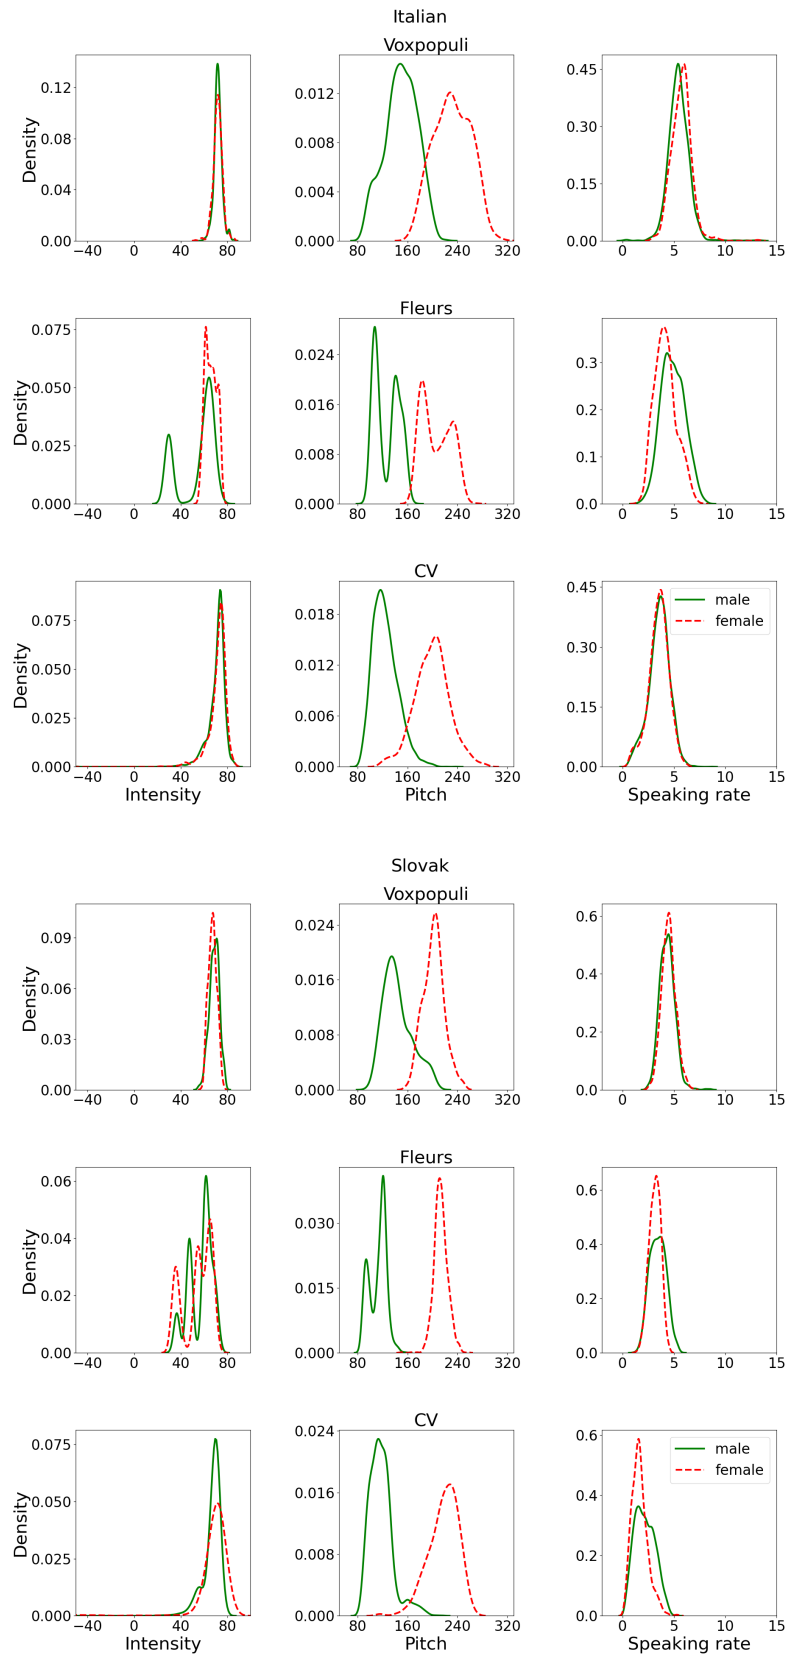 Italian
Voxpopuli
Density
0.12
0.08
0.04
0.00
−40 0 40 80
0.012
0.008
0.004
0.000
80 160 240 320
0.45
0.30
0.15
0.00
0 5 10 15
Fleurs
Density
0.075
0.050
0.025
0.000
−40 0 40 80
0.024
0.016
0.008
0.000
80 160 240 320
0.3
0.2
0.1
0.0
0 5 10 15
CV
Density
0.075
0.050
0.025
0.000
−40 0 40 80
Intensity
0.018
0.012
0.006
0.000
80 160 240 320
Pitch
0.45
0.30
0.15
0.00
male
female
0 5 10 15
Speaking rate
Slovak
Voxpopuli
Density
0.09
0.06
0.03
0.00
−40 0 40 80
0.024
0.016
0.008
0.000
80 160 240 320
0.6
0.4
0.2
0.0
0 5 10 15
Fleurs
Density
0.06
0.04
0.02
0.00
−40 0 40 80
0.030
0.015
0.000
80 160 240 320
0.6
0.4
0.2
0.0
0 5 10 15
CV
Density
0.075
0.050
0.025
0.000
−40 0 40 80
Intensity
0.024
0.016
0.008
0.000
80 160 240 320
Pitch
0.6
0.4
0.2
0.0
male
female
0 5 10 15
Speaking rate